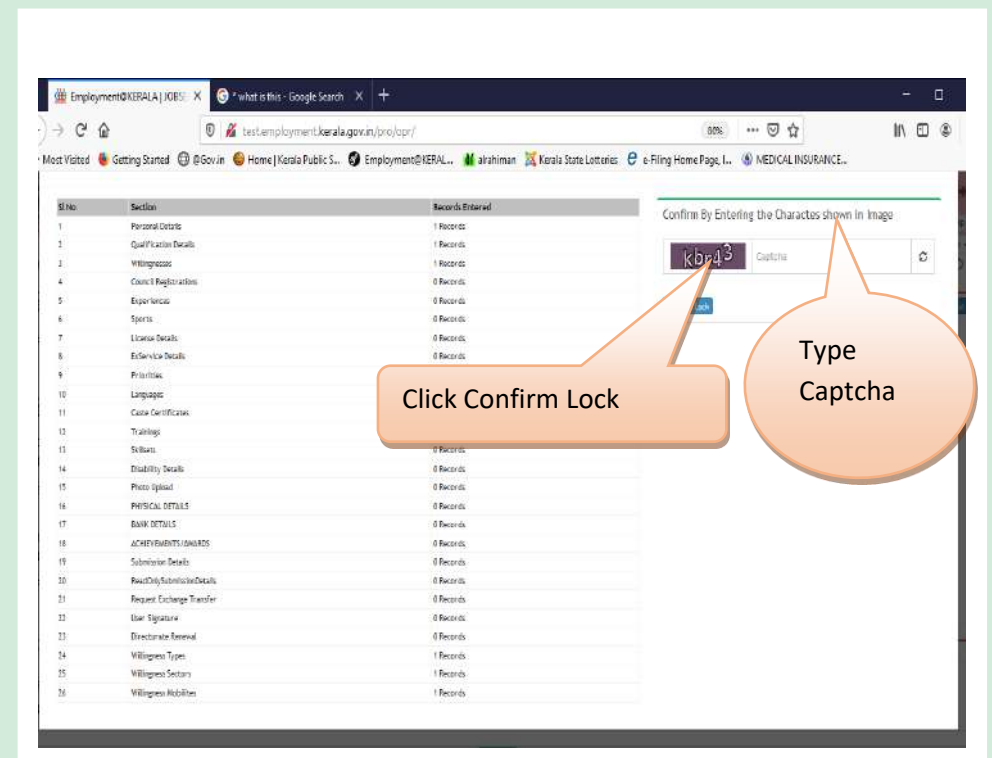 Employment@KERALA | JOBS
* what is this - Google Search
test.employment.kerala.gov.in/pro/opr/
80%
Most Visited
Getting Started
@Gov.in
Home | Kerala Public S...
Employment@KERAL...
alrahiman
Kerala State Lotteries
e-Filing Home Page, I...
MEDICAL INSURANCE...
Sl.No Section Records Entered
1 Personal Details 1 Records
2 Qualification Details 1 Records
3 Willingnesses 1 Records
4 Council Registrations 0 Records
5 Experiences 0 Records
6 Sports 0 Records
7 License Details 0 Records
8 ExService Details 0 Records
9 Priorities
10 Languages
11 Caste Certificates
12 Trainings
13 Skillsets 0 Records
14 Disability Details 0 Records
15 Photo Upload 0 Records
16 PHYSICAL DETAILS 0 Records
17 BANK DETAILS 0 Records
18 ACHIEVEMENTS/AWARDS 0 Records
19 Submission Details 0 Records
20 ReadOnlySubmissionDetails 0 Records
21 Request Exchange Transfer 0 Records
22 User Signature 0 Records
23 Directorate Renewal 0 Records
24 Willingness Types 1 Records
25 Willingness Sectors 1 Records
26 Willingness Mobilites 1 Records
Confirm By Entering the Charactes shown in Image
kbr43
Captcha
Lock
Click Confirm Lock
Type
Captcha